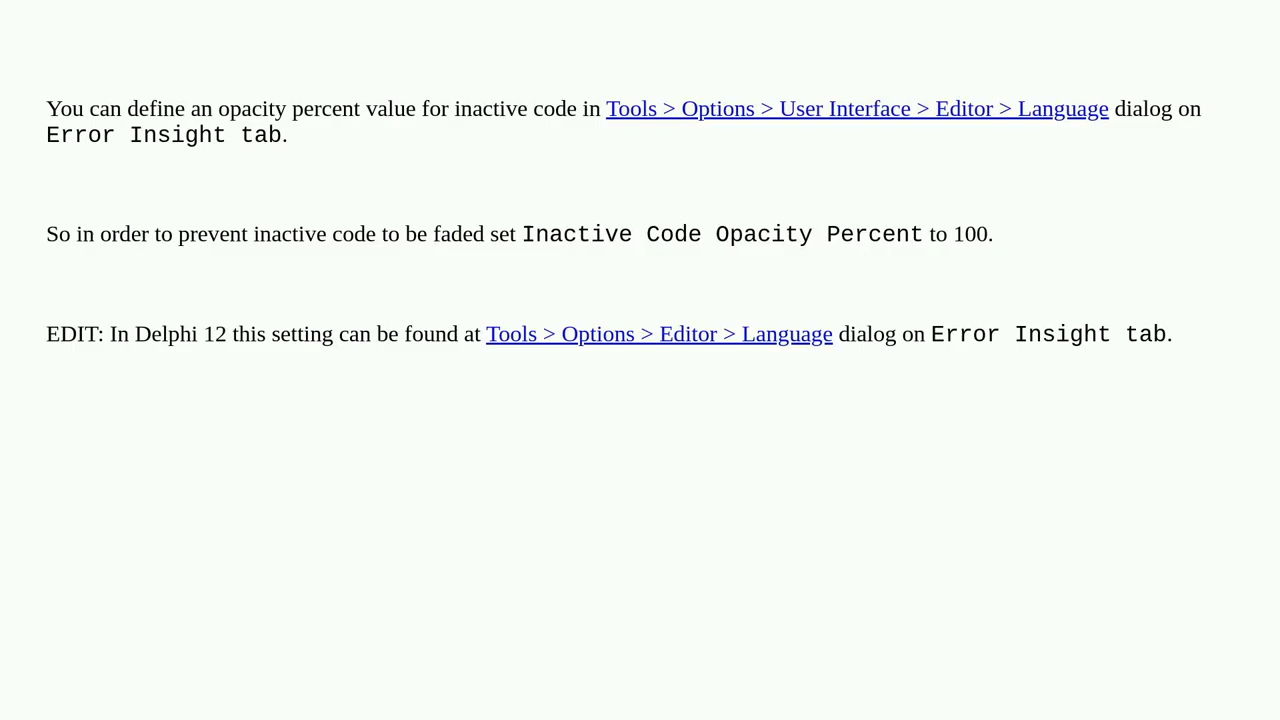 You can define an opacity percent value for inactive code in Tools > Options > User Interface > Editor > Language dialog on
Error Insight tab.
So in order to prevent inactive code to be faded set Inactive Code Opacity Percent to 100.
EDIT: In Delphi 12 this setting can be found at Tools > Options > Editor > Language dialog on Error Insight tab.